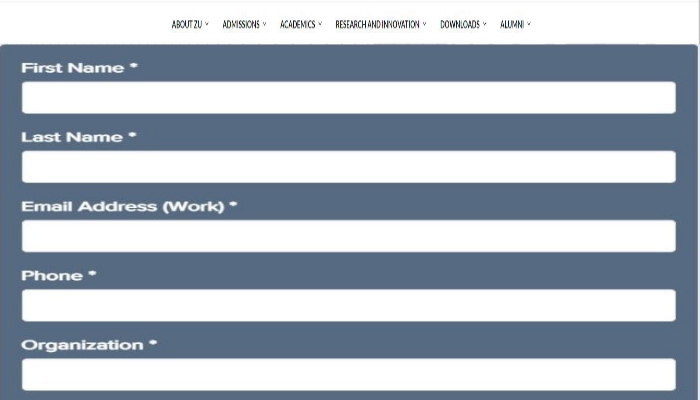 ABOUT ZU ADMISSIONS ACADEMICS RESEARCH AND INNOVATION DOWNLOADS ALUMNI
First Name *
Last Name *
Email Address (Work) *
Phone *
Organization *